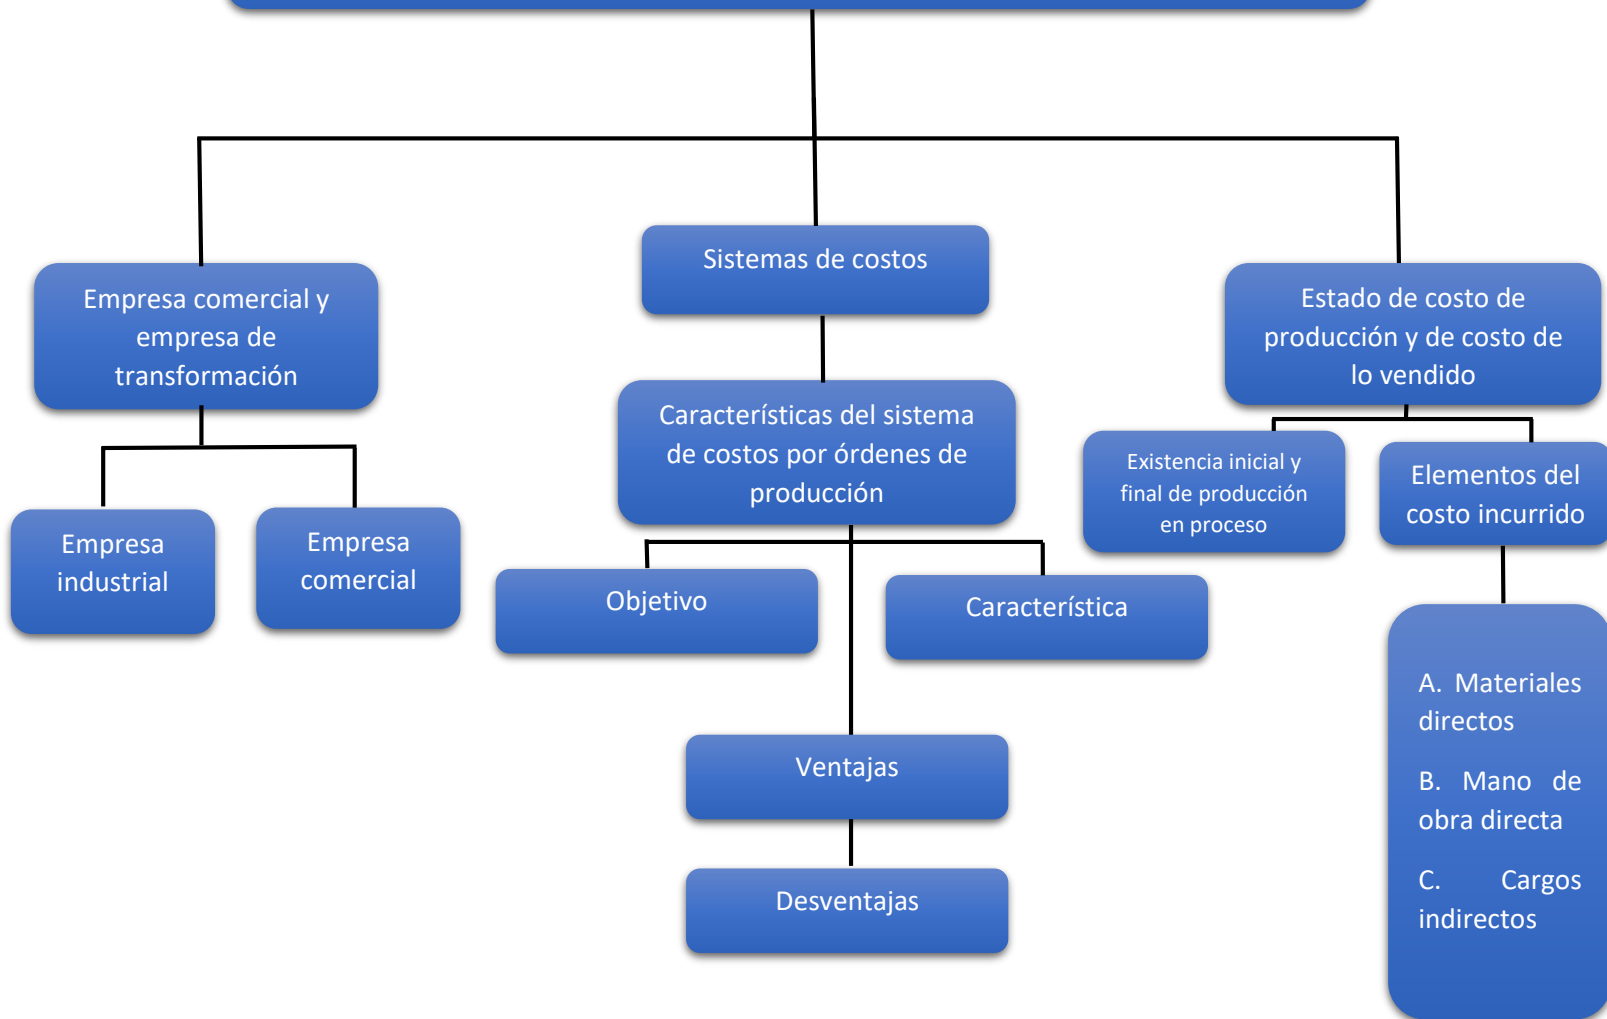 Sistemas de costos
Empresa comercial y
empresa de
transformación
Estado de costo de
producción y de costo de
lo vendido
Características del sistema
de costos por órdenes de
producción
Existencia inicial y
final de producción
en proceso
Elementos del
costo incurrido
Empresa
industrial
Empresa
comercial
Objetivo
Característica
A. Materiales
directos
B. Mano de
obra directa
C. Cargos
indirectos
Ventajas
Desventajas